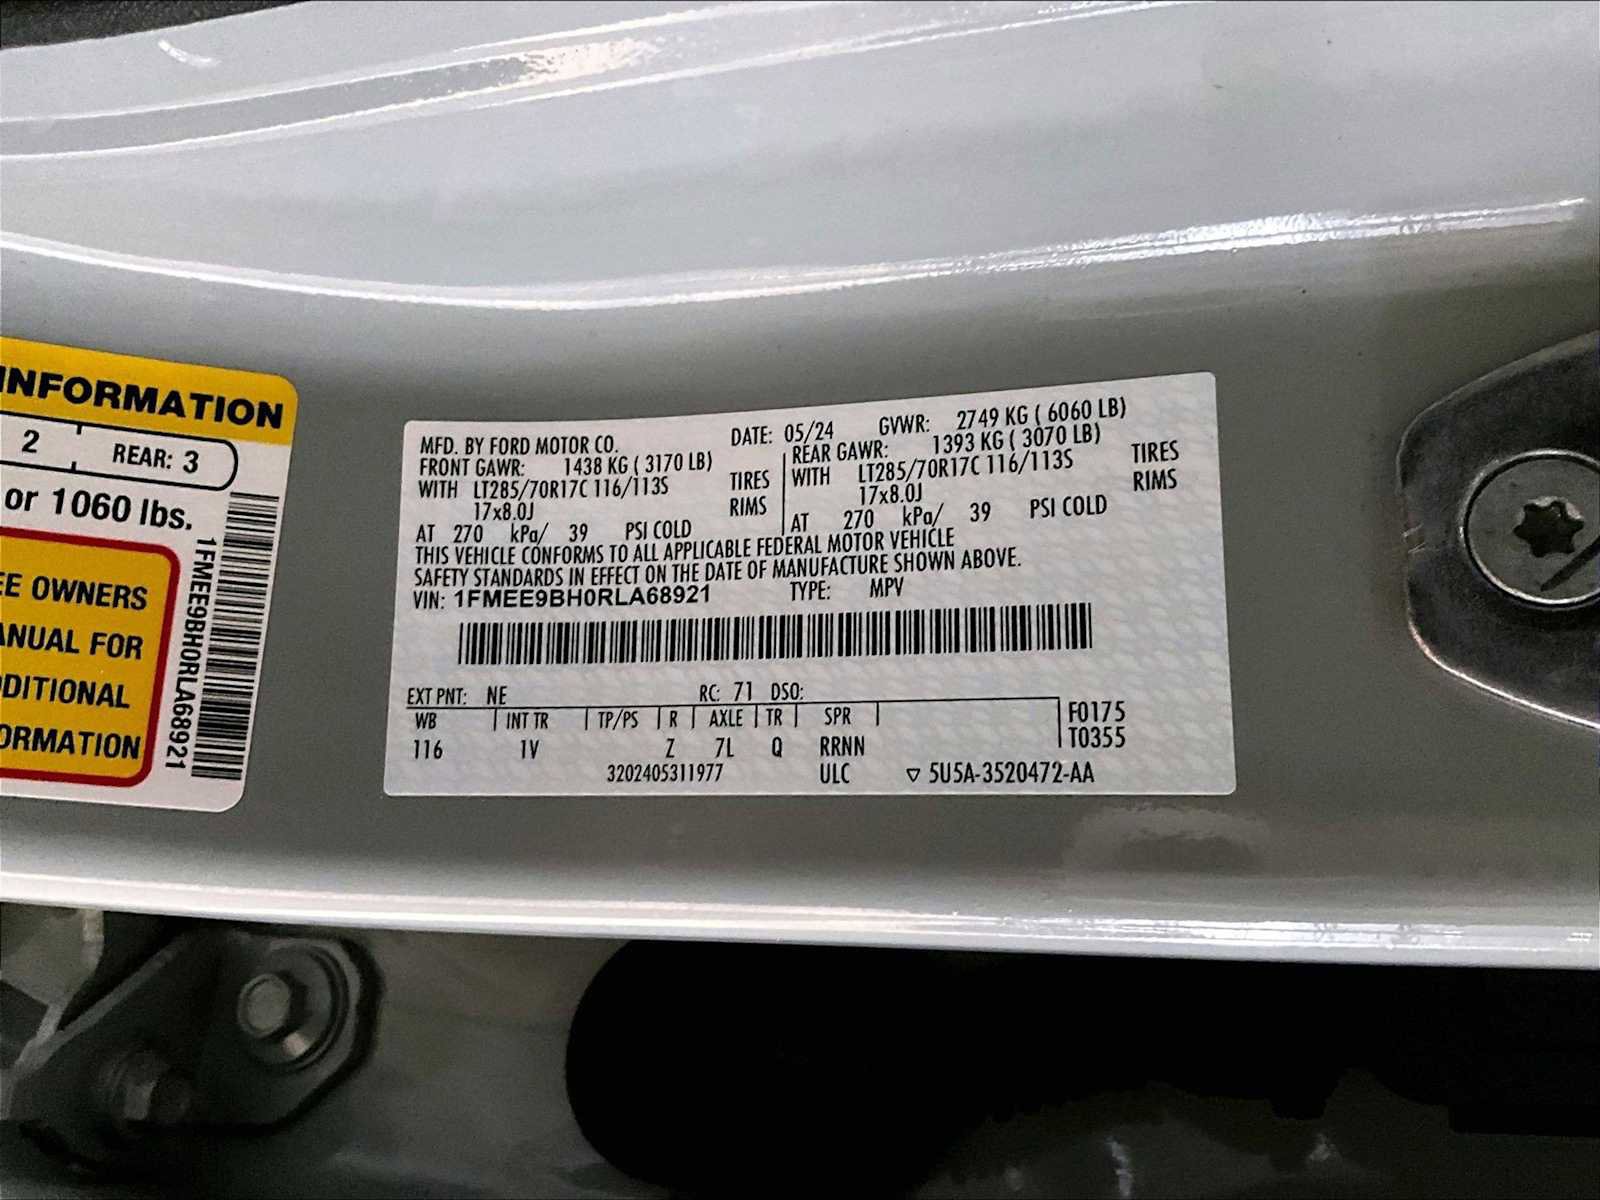 INFORMATION
2 REAR: 3
or 1060 lbs.
EE OWNERS
ANUAL FOR
DDITIONAL
ORMATION
1FMEE9BH0RLA68921
MFD. BY FORD MOTOR CO. DATE: 05/24 GVWR: 2749 KG ( 6060 LB)
FRONT GAWR: 1438 KG ( 3170 LB) REAR GAWR: 1393 KG ( 3070 LB)
WITH LT285/70R17C 116/113S TIRES WITH LT285/70R17C 116/113S TIRES
17x8.0J RIMS 17x8.0J RIMS
AT 270 kPa/ 39 PSI COLD AT 270 kPa/ 39 PSI COLD
THIS VEHICLE CONFORMS TO ALL APPLICABLE FEDERAL MOTOR VEHICLE
SAFETY STANDARDS IN EFFECT ON THE DATE OF MANUFACTURE SHOWN ABOVE.
VIN: 1FMEE9BH0RLA68921 TYPE: MPV
EXT PNT: NE RC: 71 DSO:
WB INT TR TP/PS R AXLE TR SPR F0175
116 1V Z 7L Q RRNN T0355
3202405311977 ULC ▽ 5U5A-3520472-AA